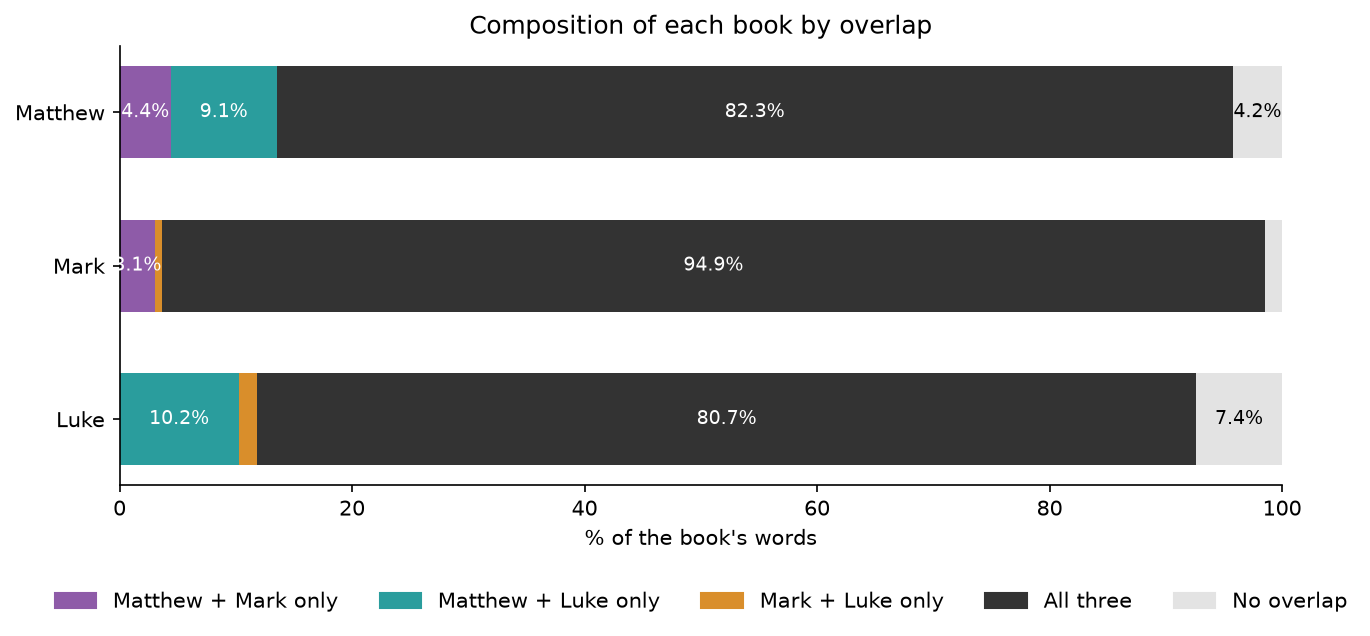 Composition of each book by overlap
Matthew 4.4% 9.1% 82.3% 4.2%
Mark 3.1% 94.9%
Luke 10.2% 80.7% 7.4%
0 20 40 60 80 100
% of the book's words
Matthew + Mark only Matthew + Luke only Mark + Luke only All three No overlap